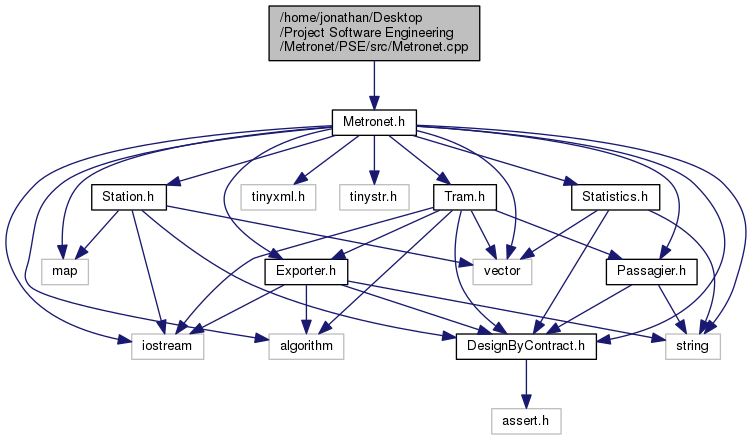 /home/jonathan/Desktop
/Project Software Engineering
/Metronet/PSE/src/Metronet.cpp
Metronet.h
Station.h
tinyxml.h
tinystr.h
Tram.h
Statistics.h
map
Exporter.h
vector
Passagier.h
iostream
algorithm
DesignByContract.h
string
assert.h